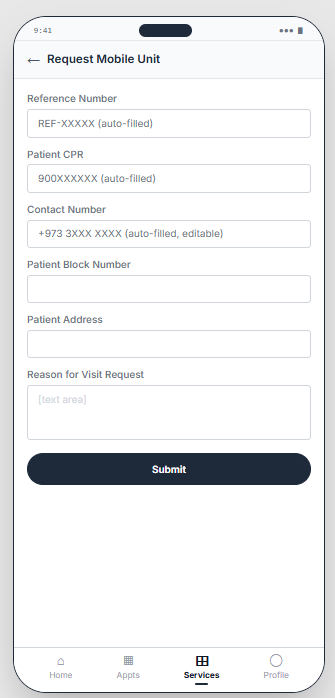 9:41
← Request Mobile Unit
Reference Number
REF-XXXXX (auto-filled)
Patient CPR
900XXXXXX (auto-filled)
Contact Number
+973 3XXX XXXX (auto-filled, editable)
Patient Block Number
Patient Address
Reason for Visit Request
[text area]
Submit
Home Appts Services Profile